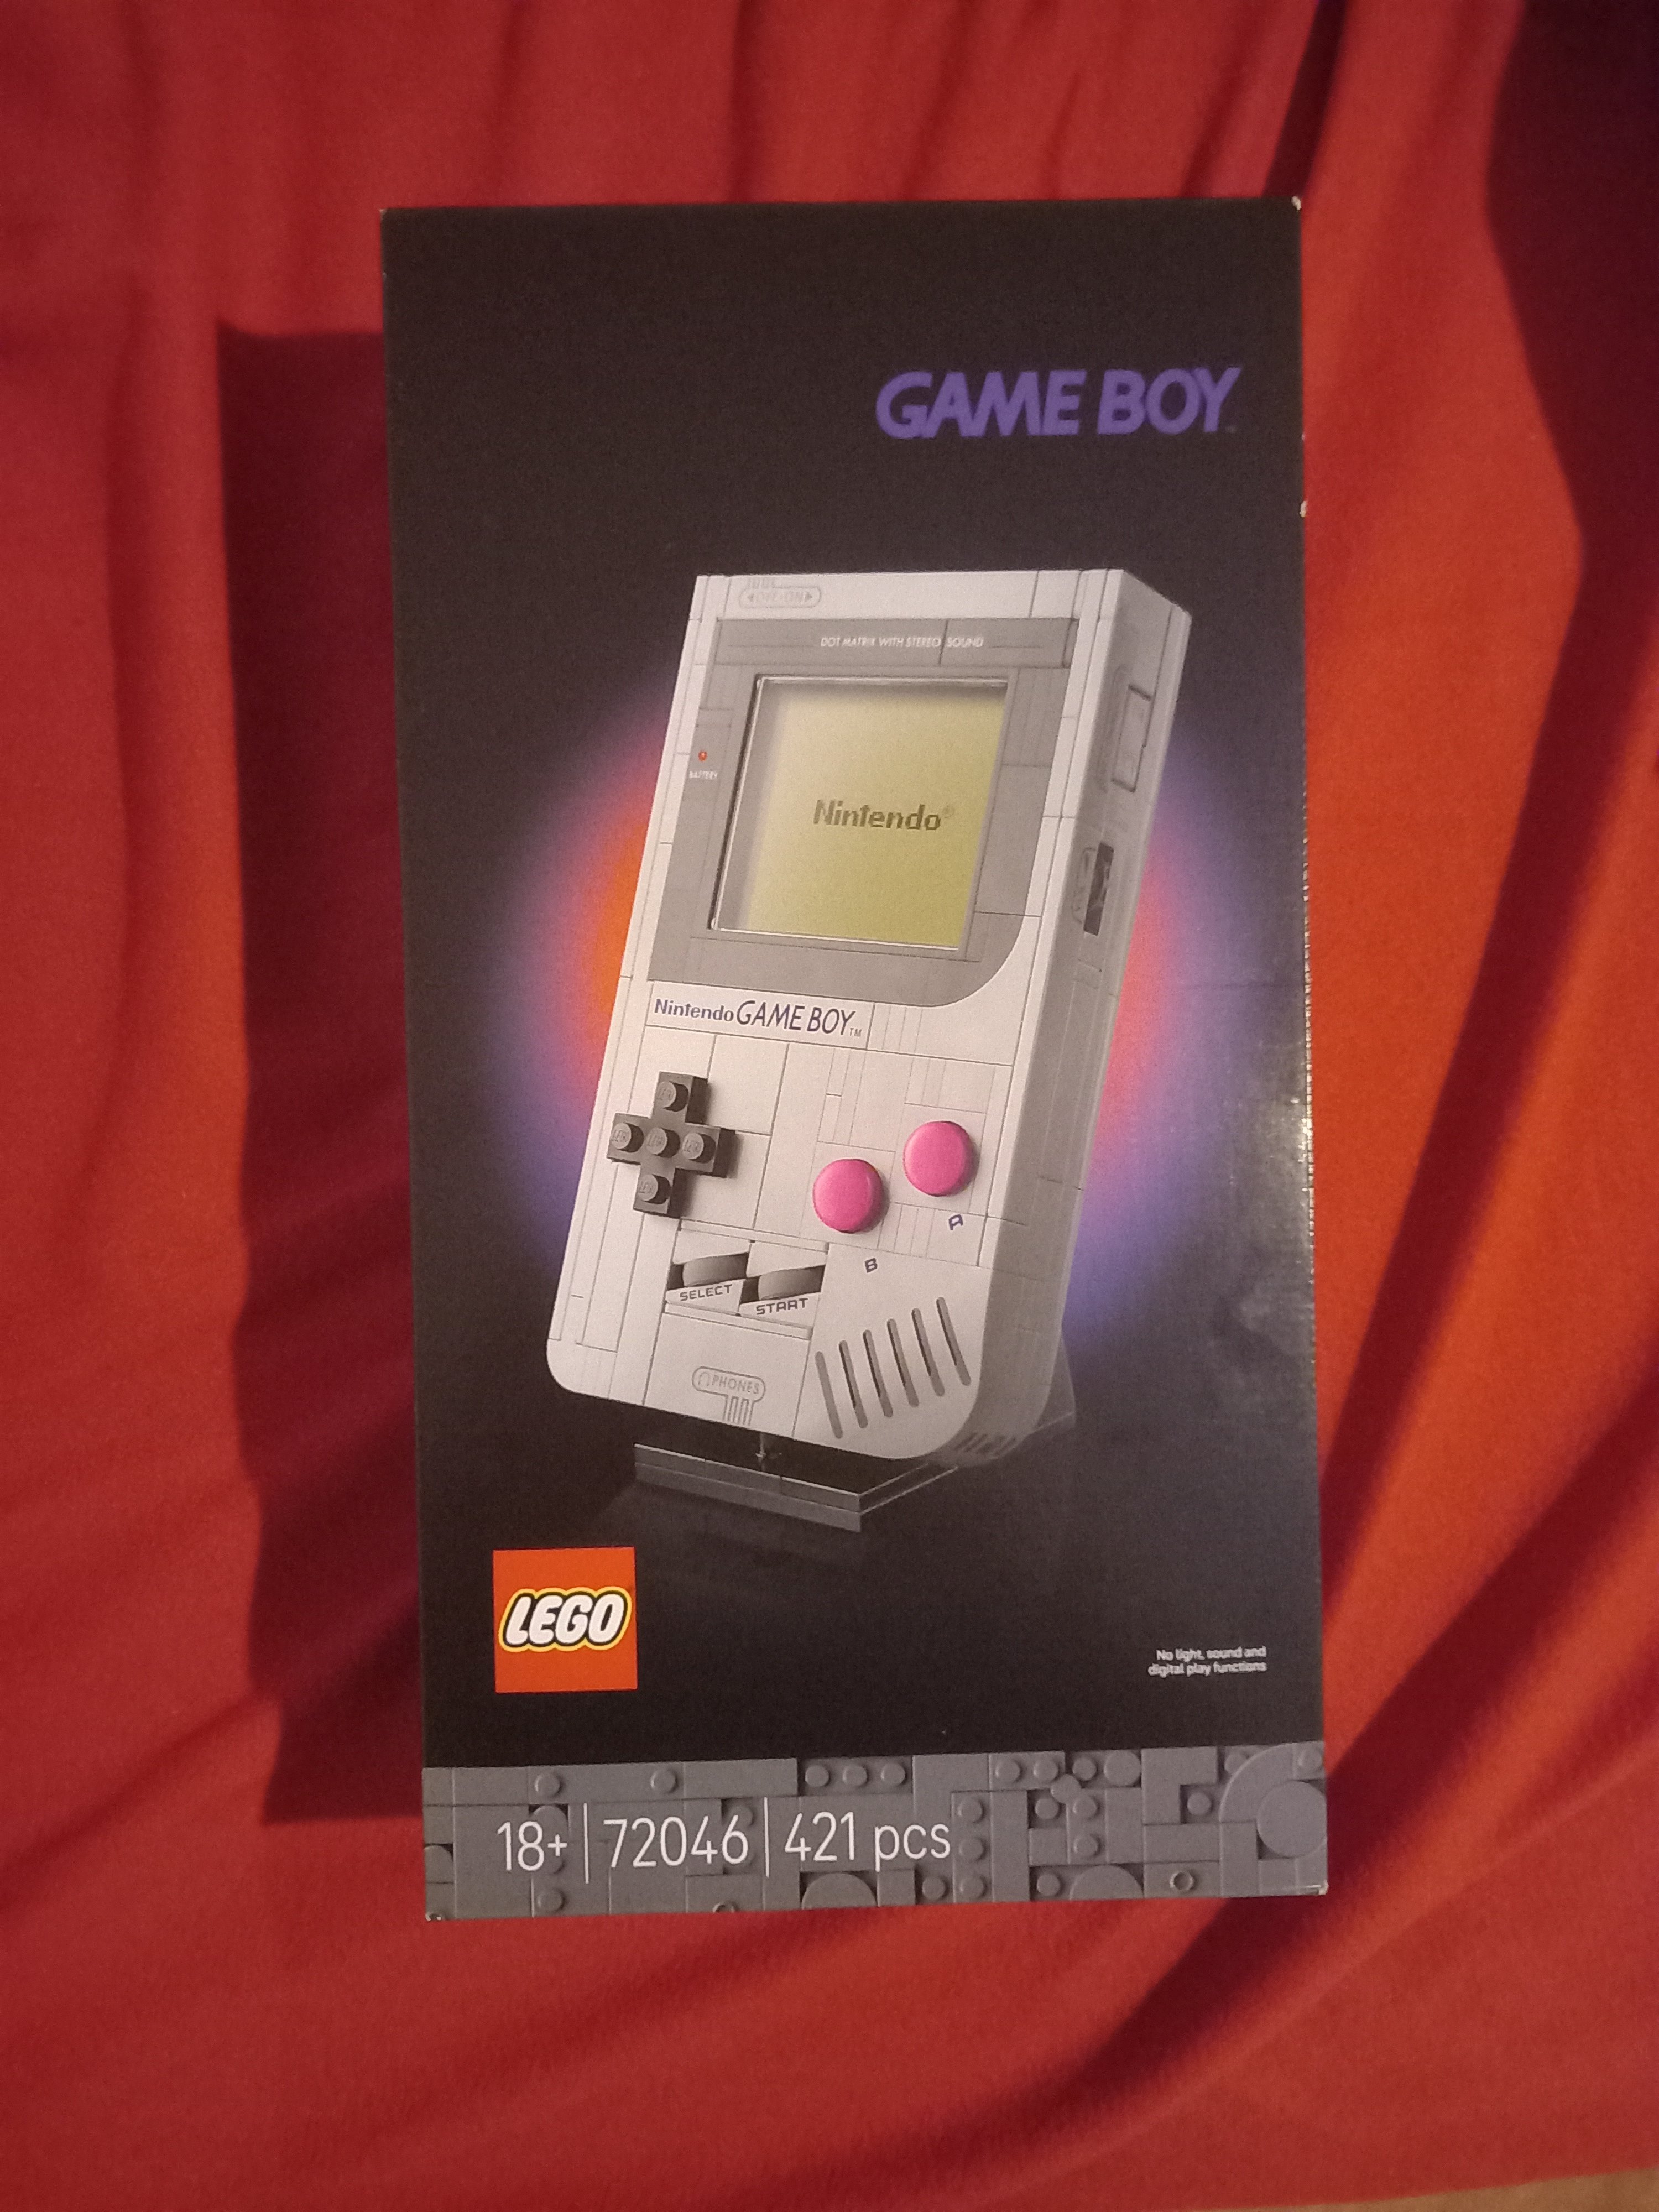 GAME BOY
OFF•ON
DOT MATRIX WITH STEREO SOUND
BATTERY
Nintendo®
Nintendo GAME BOY™
A
B
SELECT
START
PHONES
LEGO
No light, sound and
digital play functions
18+ | 72046 | 421 pcs